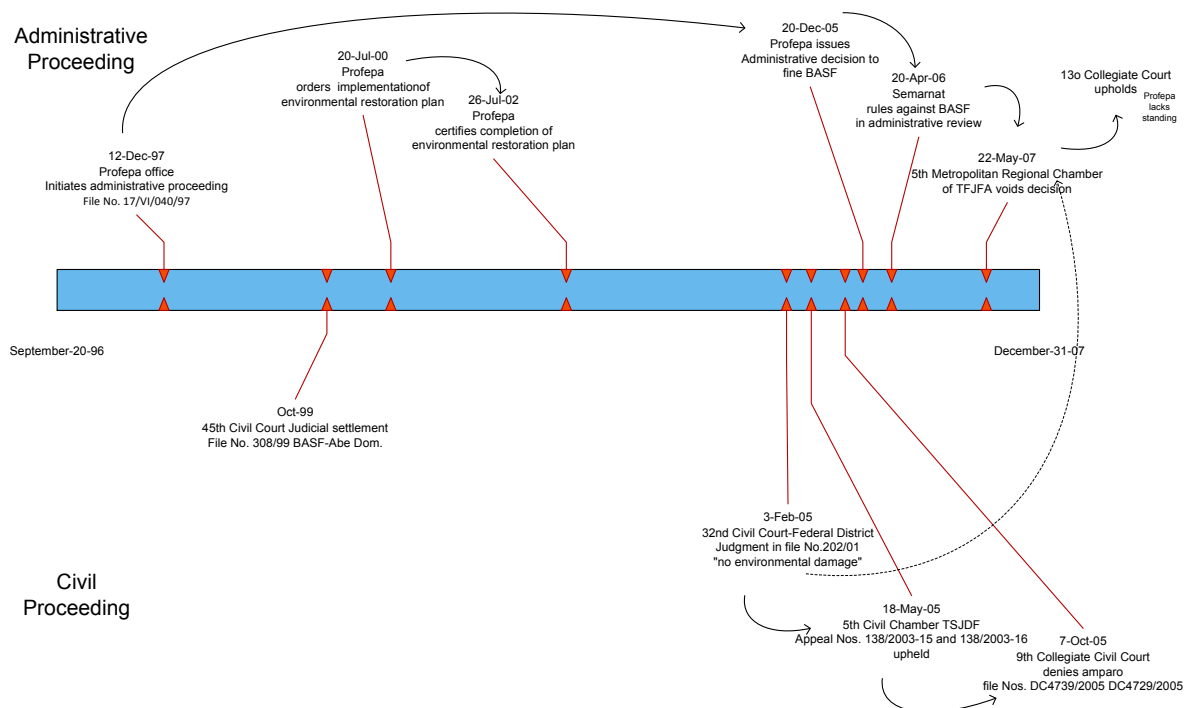 Administrative
Proceeding
12-Dec-97
Profepa office
Initiates administrative proceeding
File No. 17/VI/040/97
20-Jul-00
Profepa
orders  implementationof
environmental restoration plan
26-Jul-02
Profepa
certifies completion of
environmental restoration plan
20-Dec-05
Profepa issues
Administrative decision to
fine BASF
20-Apr-06
Semarnat
rules against BASF
in administrative review
22-May-07
5th Metropolitan Regional Chamber
of TFJFA voids decision
13o Collegiate Court
upholds
Profepa
lacks
standing
September-20-96
December-31-07
Oct-99
45th Civil Court Judicial settlement
File No. 308/99 BASF-Abe Dom.
Civil
Proceeding
3-Feb-05
32nd Civil Court-Federal District
Judgment in file No.202/01
"no environmental damage"
18-May-05
5th Civil Chamber TSJDF
Appeal Nos. 138/2003-15 and 138/2003-16
upheld
7-Oct-05
9th Collegiate Civil Court
denies amparo
file Nos. DC4739/2005 DC4729/2005